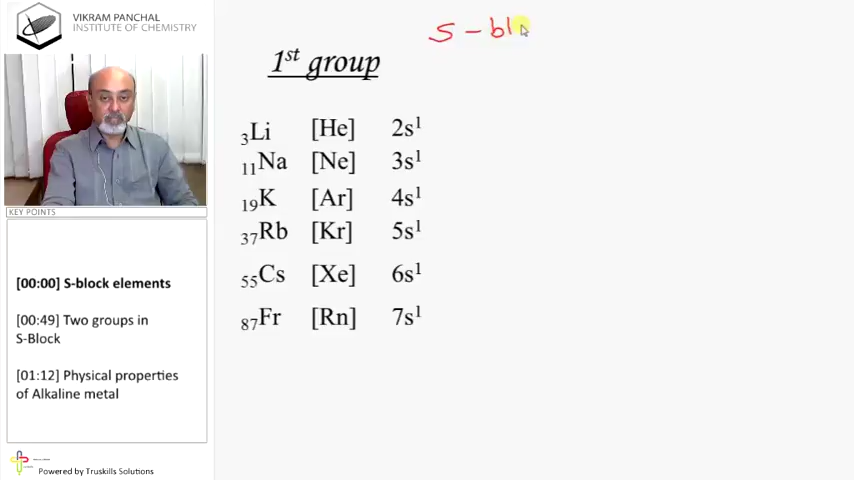 VIKRAM PANCHAL
INSTITUTE OF CHEMISTRY
S - bl
1st group
3Li [He] 2s1
11Na [Ne] 3s1
19K [Ar] 4s1
37Rb [Kr] 5s1
55Cs [Xe] 6s1
87Fr [Rn] 7s1
KEY POINTS
[00:00] S-block elements
[00:49] Two groups in
S-Block
[01:12] Physical properties
of Alkaline metal
Powered by Truskills Solutions